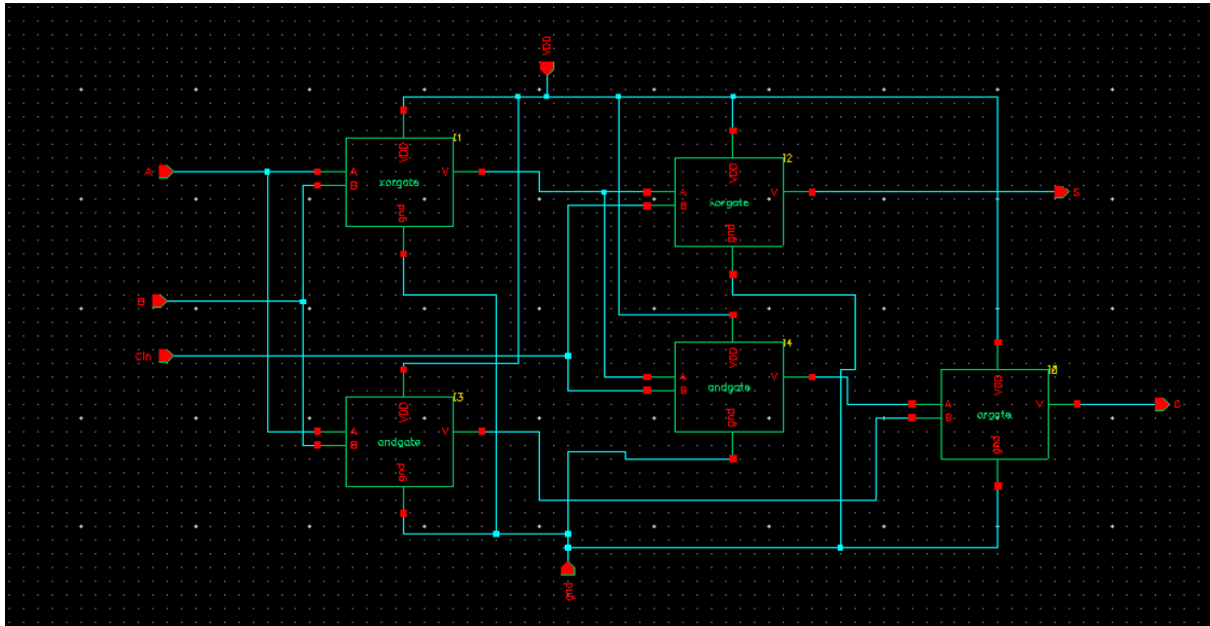 VDD
I1
VDD
A
A
V
B
xorgate
gnd
I2
VDD
A
V
S
B
xorgate
gnd
B
Cin
I4
VDD
A
V
B
andgate
gnd
I3
VDD
A
V
B
andgate
gnd
VDD
A
V
C
B
orgate
gnd
gnd